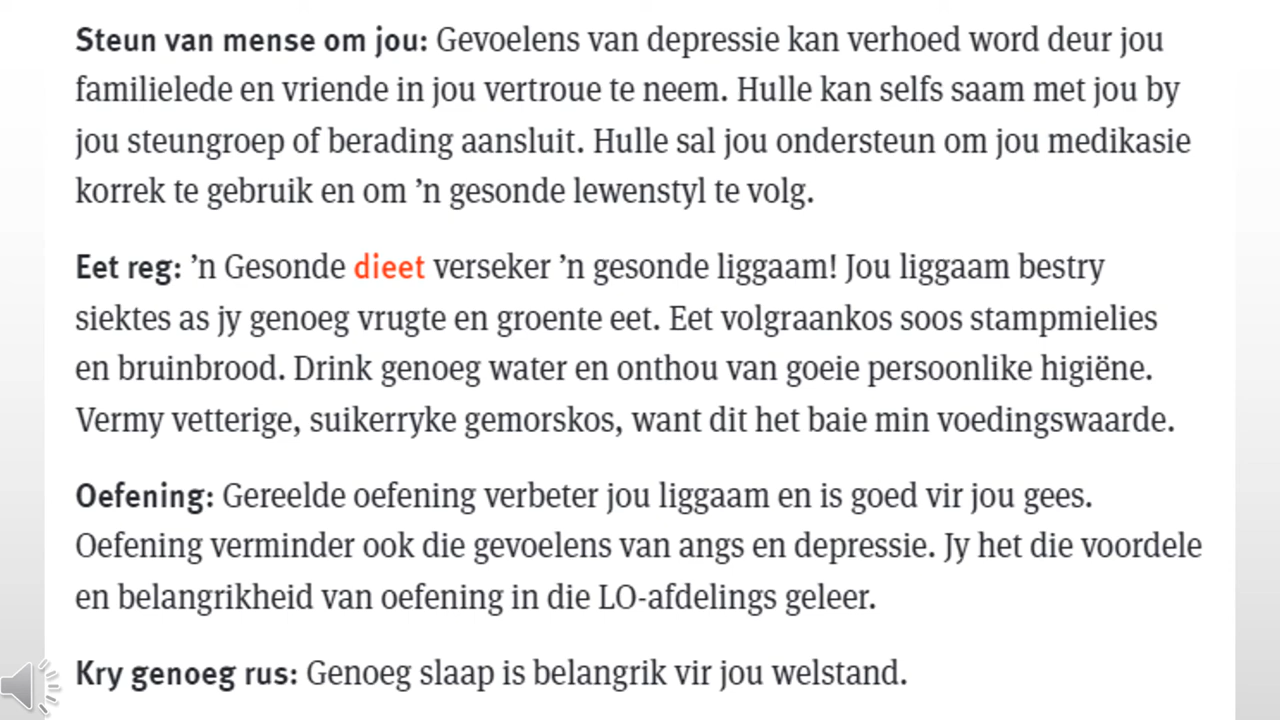 Steun van mense om jou: Gevoelens van depressie kan verhoed word deur jou
familielede en vriende in jou vertroue te neem. Hulle kan selfs saam met jou by
jou steungroep of berading aansluit. Hulle sal jou ondersteun om jou medikasie
korrek te gebruik en om ’n gesonde lewenstyl te volg.
Eet reg: ’n Gesonde dieet verseker ’n gesonde liggaam! Jou liggaam bestry
siektes as jy genoeg vrugte en groente eet. Eet volgraankos soos stampmielies
en bruinbrood. Drink genoeg water en onthou van goeie persoonlike higiëne.
Vermy vetterige, suikerryke gemorskos, want dit het baie min voedingswaarde.
Oefening: Gereelde oefening verbeter jou liggaam en is goed vir jou gees.
Oefening verminder ook die gevoelens van angs en depressie. Jy het die voordele
en belangrikheid van oefening in die LO-afdelings geleer.
Kry genoeg rus: Genoeg slaap is belangrik vir jou welstand.